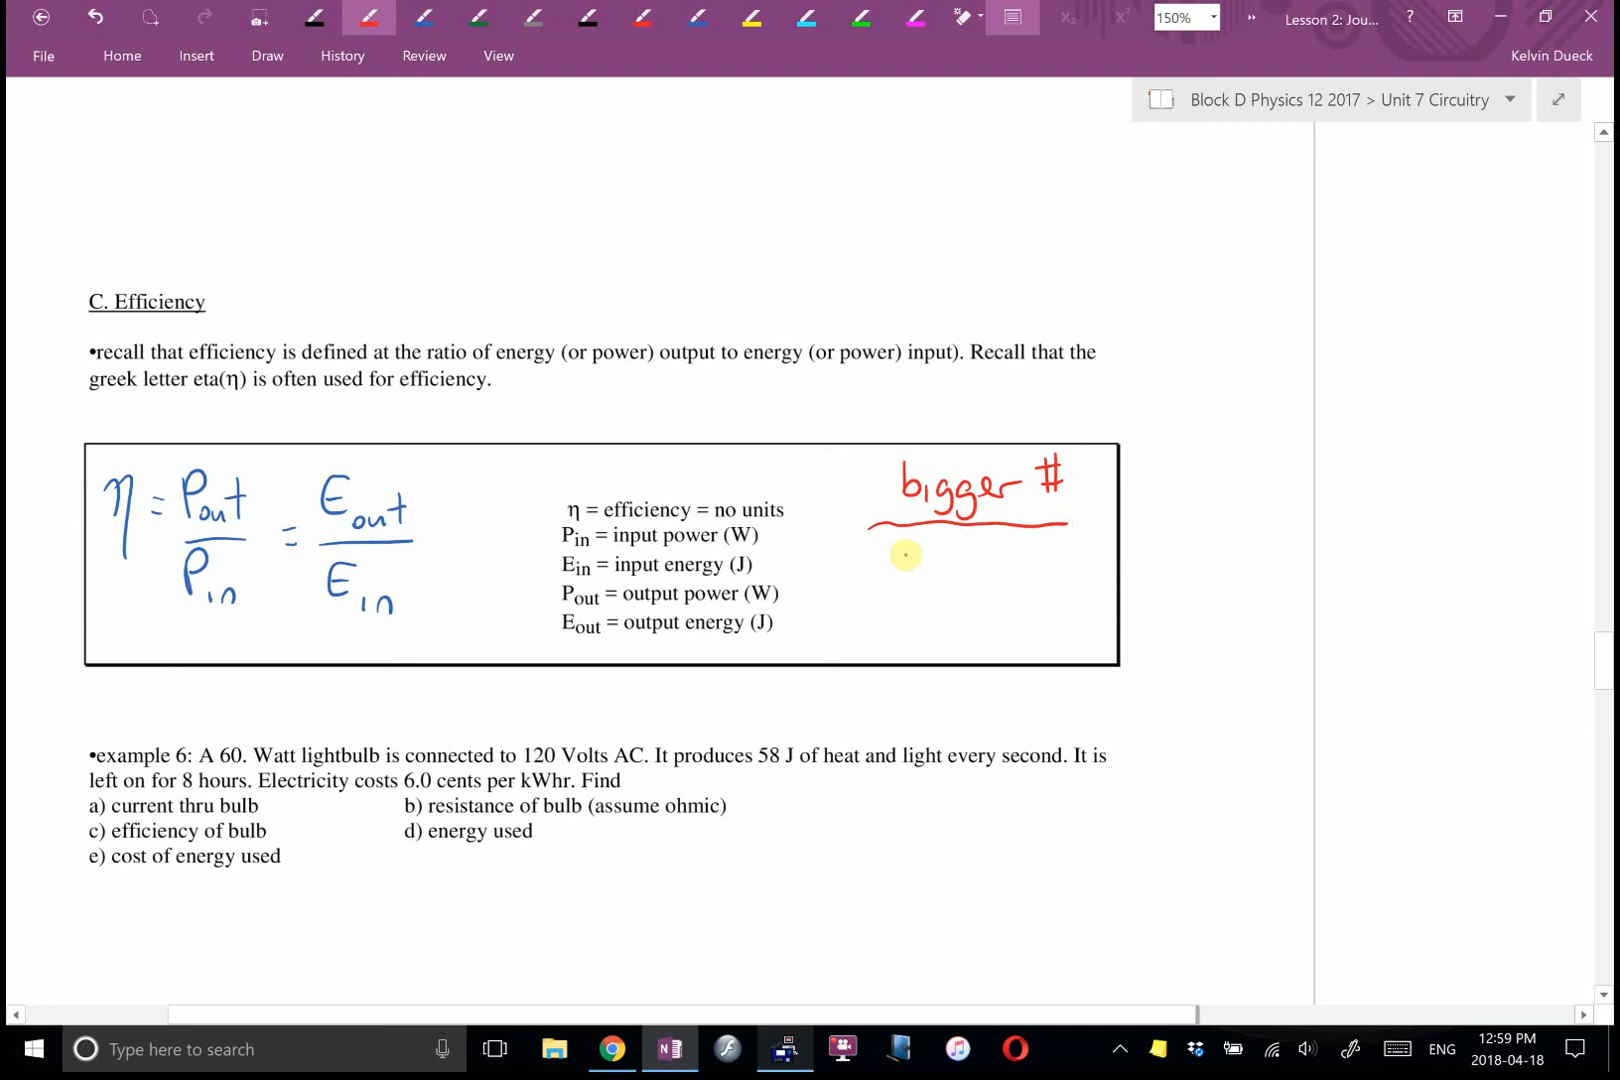 150%
Lesson 2: Jou...
?
File Home Insert Draw History Review View
Kelvin Dueck
Block D Physics 12 2017 > Unit 7 Circuitry
C. Efficiency
•recall that efficiency is defined at the ratio of energy (or power) output to energy (or power) input). Recall that the
greek letter eta(η) is often used for efficiency.
η = Pout / Pin = Eout / Ein
η = efficiency = no units
Pin = input power (W)
Ein = input energy (J)
Pout = output power (W)
Eout = output energy (J)
bigger #
•example 6: A 60. Watt lightbulb is connected to 120 Volts AC. It produces 58 J of heat and light every second. It is
left on for 8 hours. Electricity costs 6.0 cents per kWhr. Find
a) current thru bulb b) resistance of bulb (assume ohmic)
c) efficiency of bulb d) energy used
e) cost of energy used
Type here to search
ENG
12:59 PM
2018-04-18